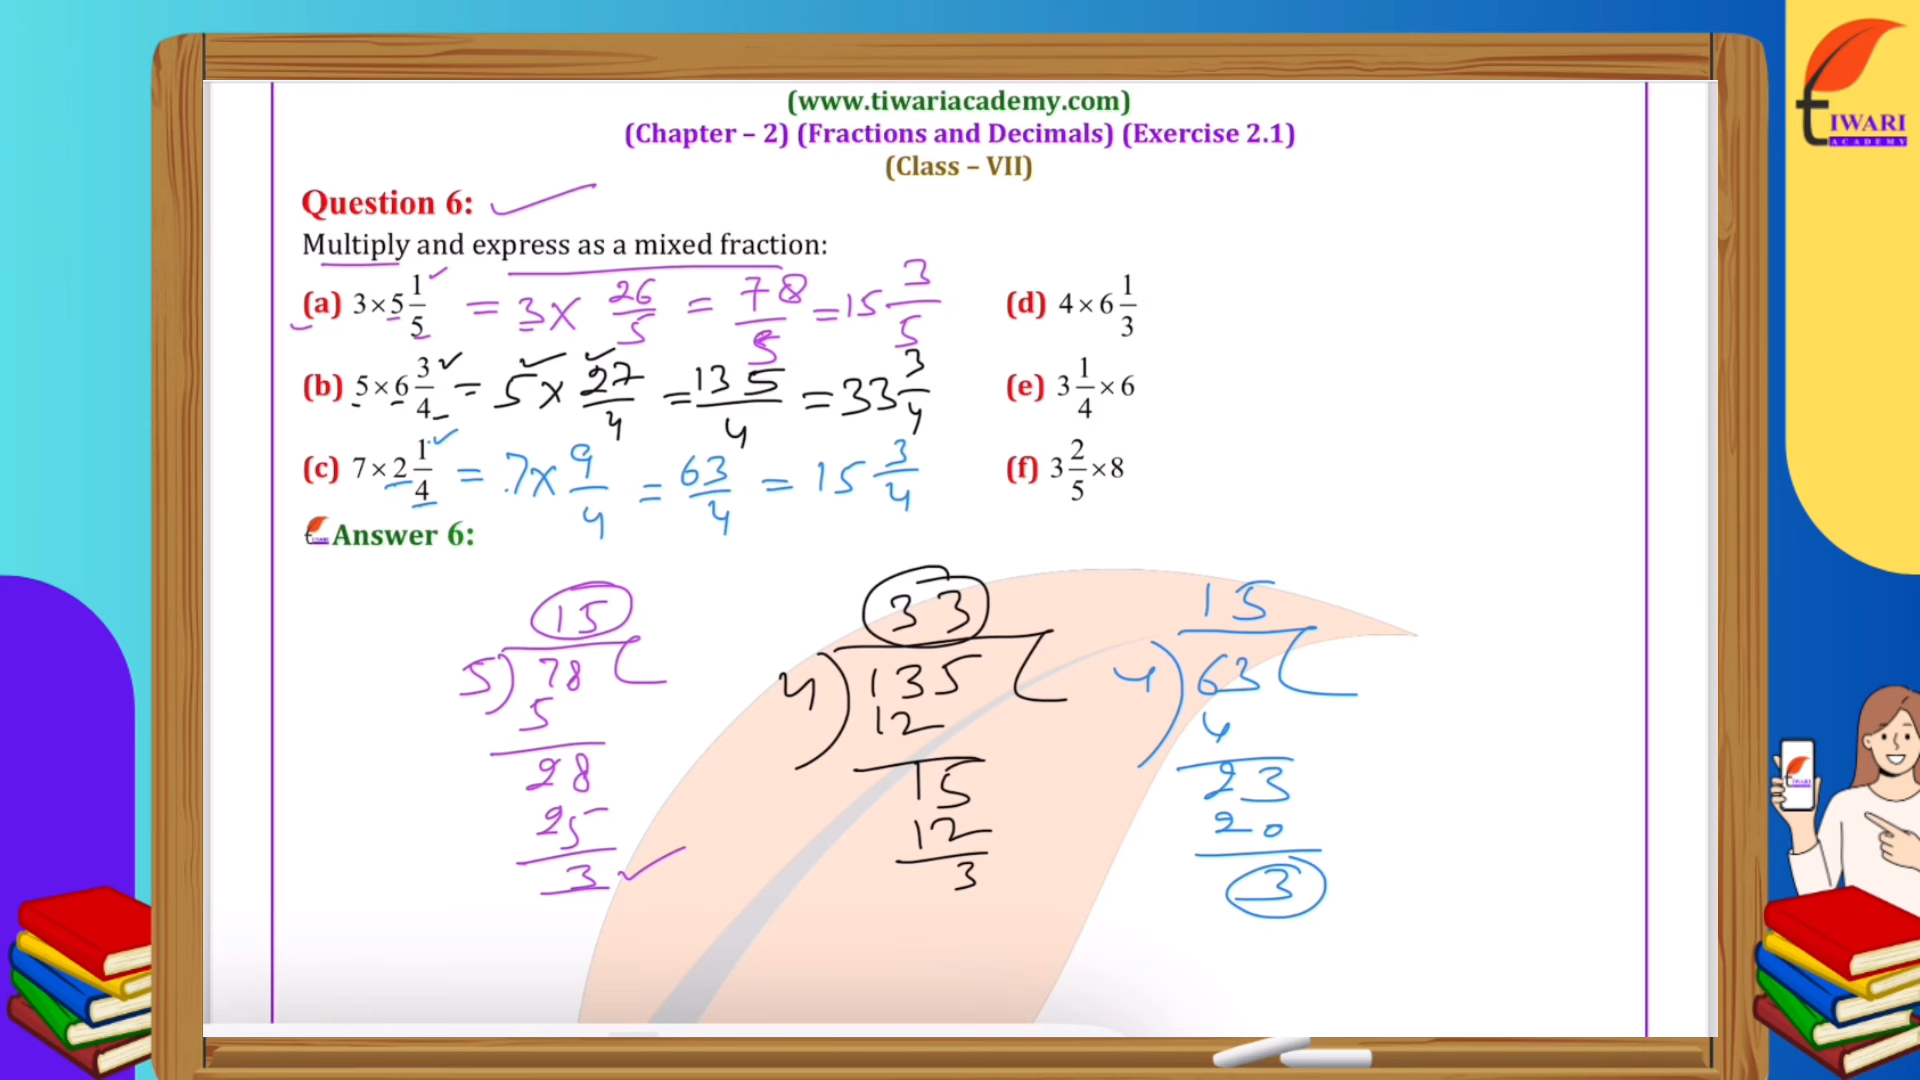 (www.tiwariacademy.com)
(Chapter – 2) (Fractions and Decimals) (Exercise 2.1)
(Class – VII)
TIWARI
ACADEMY
Question 6:
Multiply and express as a mixed fraction:
(a) 3 × 5 1/5 = 3 × 26/5 = 78/5 = 15 3/5
(b) 5 × 6 3/4 = 5 × 27/4 = 135/4 = 33 3/4
(c) 7 × 2 1/4 = 7 × 9/4 = 63/4 = 15 3/4
(d) 4 × 6 1/3
(e) 3 1/4 × 6
(f) 3 2/5 × 8
Answer 6:
15
5) 78 (
5
28
25
3
33
4) 135 (
12
15
12
3
15
4) 63 (
4
23
20
3